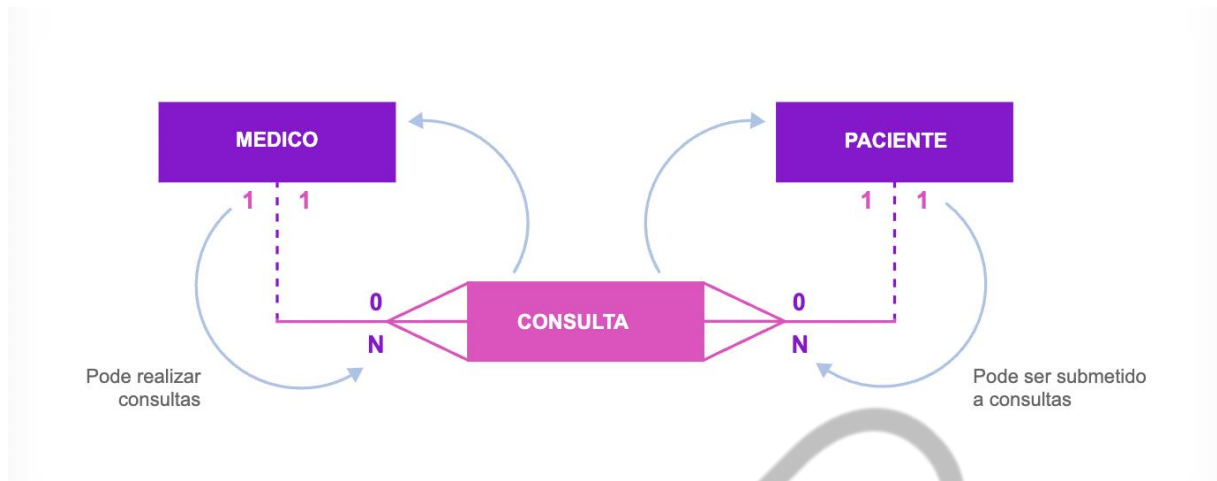 MEDICO
PACIENTE
1 1
1 1
0
CONSULTA
0
N
N
Pode realizar
consultas
Pode ser submetido
a consultas